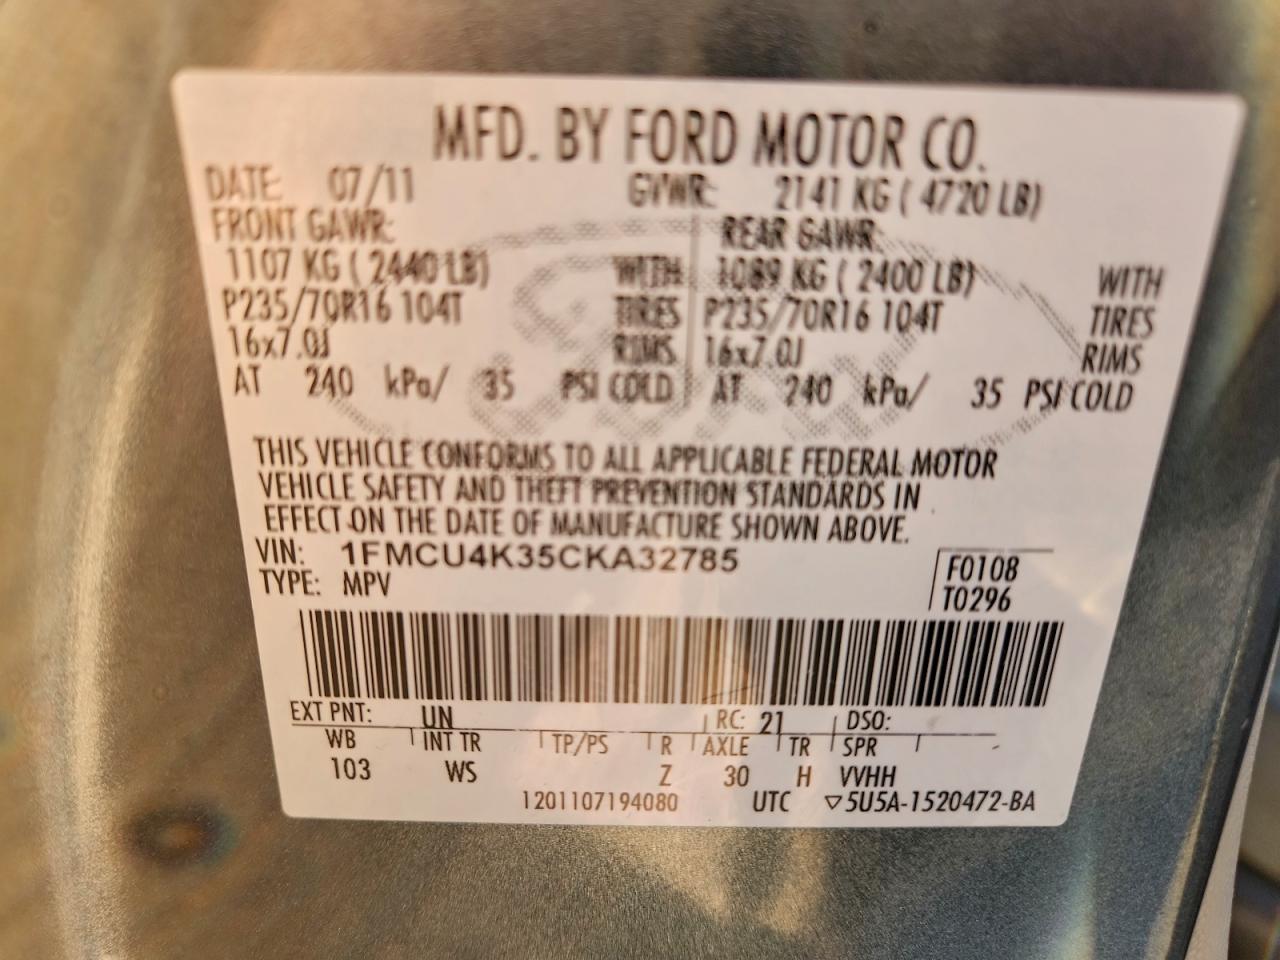 MFD. BY FORD MOTOR CO.
DATE: 07/11 GVWR: 2141 KG ( 4720 LB)
FRONT GAWR: REAR GAWR:
1107 KG ( 2440 LB) WITH 1089 KG ( 2400 LB) WITH
P235/70R16 104T TIRES P235/70R16 104T TIRES
16x7.0J RIMS 16x7.0J RIMS
AT 240 kPa/ 35 PSI COLD AT 240 kPa/ 35 PSI COLD
THIS VEHICLE CONFORMS TO ALL APPLICABLE FEDERAL MOTOR
VEHICLE SAFETY AND THEFT PREVENTION STANDARDS IN
EFFECT ON THE DATE OF MANUFACTURE SHOWN ABOVE.
VIN: 1FMCU4K35CKA32785
TYPE: MPV
F0108
T0296
EXT PNT: UN RC: 21 DSO:
WB INT TR TP/PS R AXLE TR SPR
103 WS Z 30 H VVHH
1201107194080 UTC ▽5U5A-1520472-BA